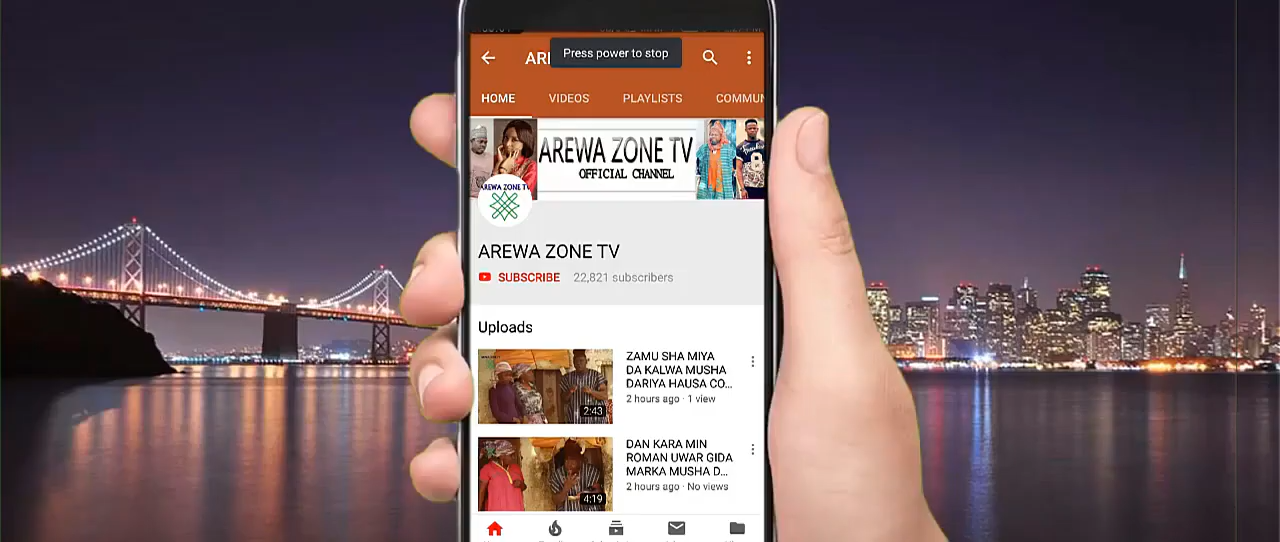 ARE
Press power to stop
HOME VIDEOS PLAYLISTS COMMUN
AREWA ZONE TV
OFFICIAL CHANNEL
AREWA ZONE TV
AREWA ZONE TV
SUBSCRIBE 22,821 subscribers
Uploads
ZAMU SHA MIYA
DA KALWA MUSHA
DARIYA HAUSA CO...
2 hours ago · 1 view
2:43
DAN KARA MIN
ROMAN UWAR GIDA
MARKA MUSHA D...
2 hours ago · No views
4:19